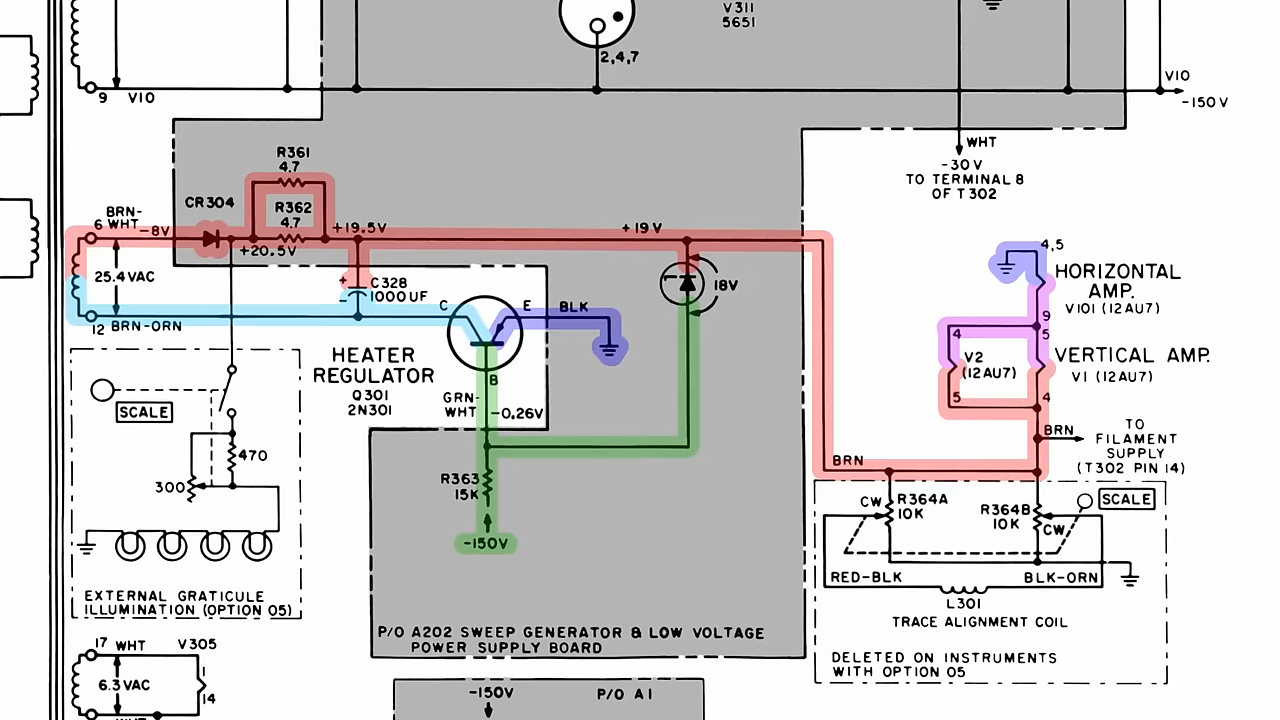 V311
5651
2,4,7
9 V10
V10
-150V
WHT
-30V
TO TERMINAL 8
OF T302
R361
4.7
CR304
R362
4.7
BRN-
6 WHT -8V
+19.5V
+19V
+20.5V
25.4VAC
+ C328
- 1000UF
12 BRN-ORN
C
E
BLK
B
18V
4,5
HORIZONTAL
AMP.
V101 (12AU7)
9
4
5
V2
(12AU7)
VERTICAL AMP.
V1 (12AU7)
5
4
HEATER
REGULATOR
Q301
2N301
GRN-
WHT
-0.26V
SCALE
470
300
R363
15K
-150V
BRN
BRN
TO
FILAMENT
SUPPLY
(T302 PIN 14)
CW
R364A
10K
R364B
10K
CW
SCALE
RED-BLK
BLK-ORN
L301
TRACE ALIGNMENT COIL
DELETED ON INSTRUMENTS
WITH OPTION 05
EXTERNAL GRATICULE
ILLUMINATION (OPTION 05)
P/O A202 SWEEP GENERATOR & LOW VOLTAGE
POWER SUPPLY BOARD
17 WHT
V305
1
6.3VAC
14
-150V
P/O A1